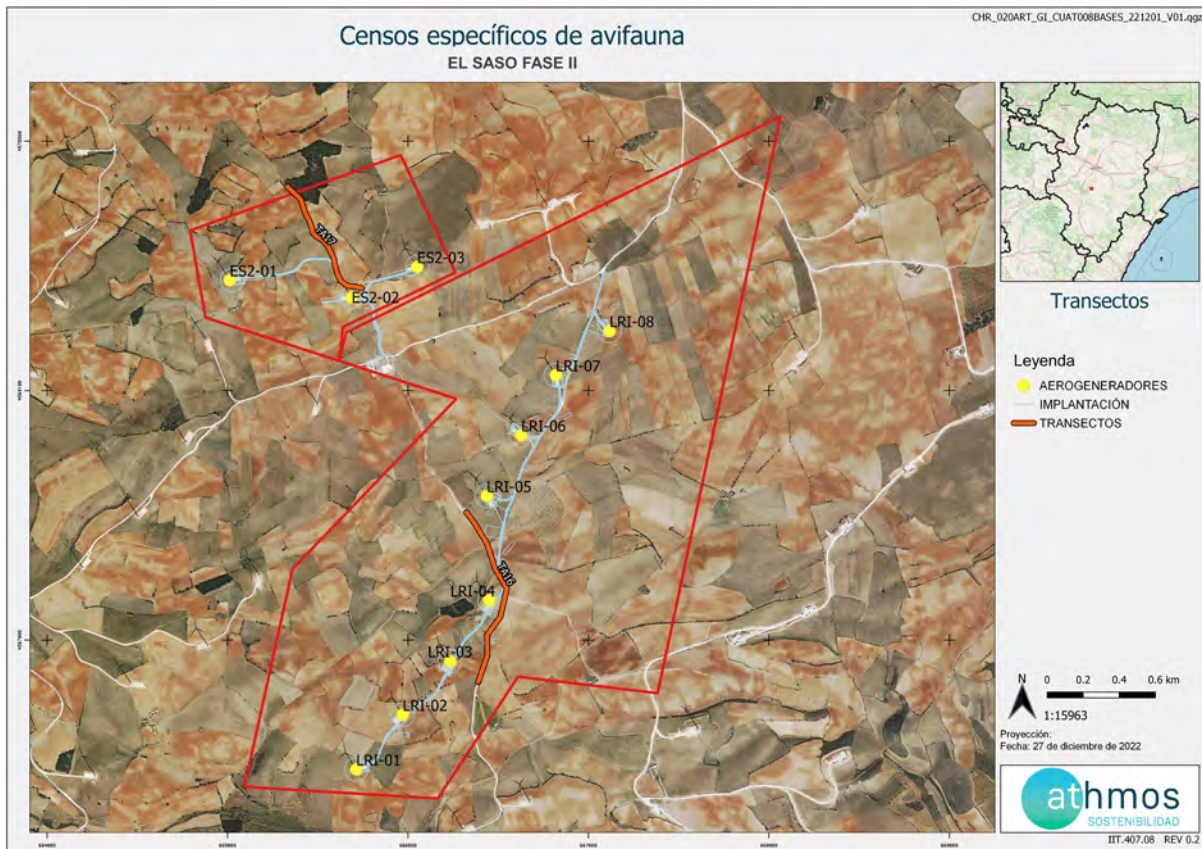 CHR_020ART_GI_CUAT008BASES_221201_V01.qgz
Censos específicos de avifauna
EL SASO FASE II
TA17
ES2-01
ES2-02
ES2-03
LRI-08
LRI-07
LRI-06
LRI-05
TA16
LRI-04
LRI-03
LRI-02
LRI-01
Transectos
Leyenda
AEROGENERADORES
IMPLANTACIÓN
TRANSECTOS
N
0 0.2 0.4 0.6 km
1:15963
Proyección:
Fecha: 27 de diciembre de 2022
athmos
SOSTENIBILIDAD
IIT.407.08 REV 0.2